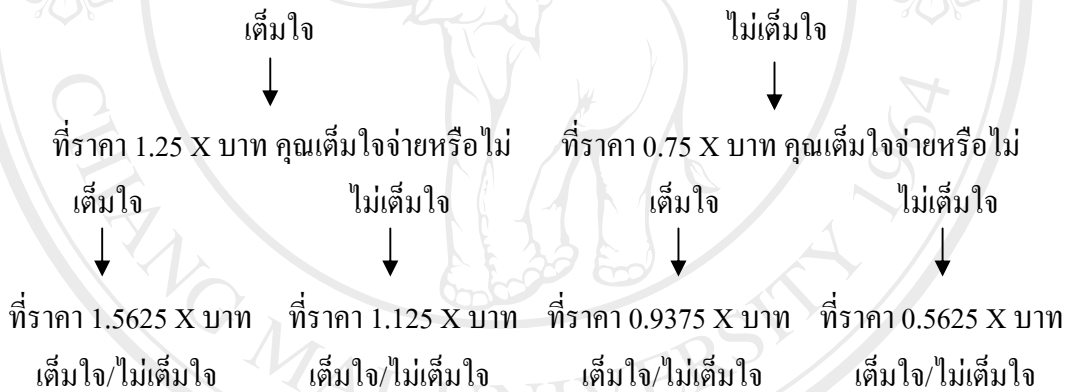 เต็มใจ ไม่เต็มใจ
ที่ราคา 1.25 X บาท คุณเต็มใจจ่ายหรือไม่ ที่ราคา 0.75 X บาท คุณเต็มใจจ่ายหรือไม่
เต็มใจ ไม่เต็มใจ เต็มใจ ไม่เต็มใจ
ที่ราคา 1.5625 X บาท ที่ราคา 1.125 X บาท ที่ราคา 0.9375 X บาท ที่ราคา 0.5625 X บาท
เต็มใจ/ไม่เต็มใจ เต็มใจ/ไม่เต็มใจ เต็มใจ/ไม่เต็มใจ เต็มใจ/ไม่เต็มใจ
CHIANG MAI UNIVERSITY 1964